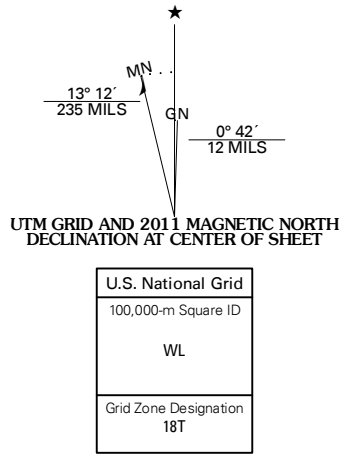 ★
MN
GN
13° 12´
235 MILS
0° 42´
12 MILS
UTM GRID AND 2011 MAGNETIC NORTH
DECLINATION AT CENTER OF SHEET
U.S. National Grid
100,000-m Square ID
WL
Grid Zone Designation
18T